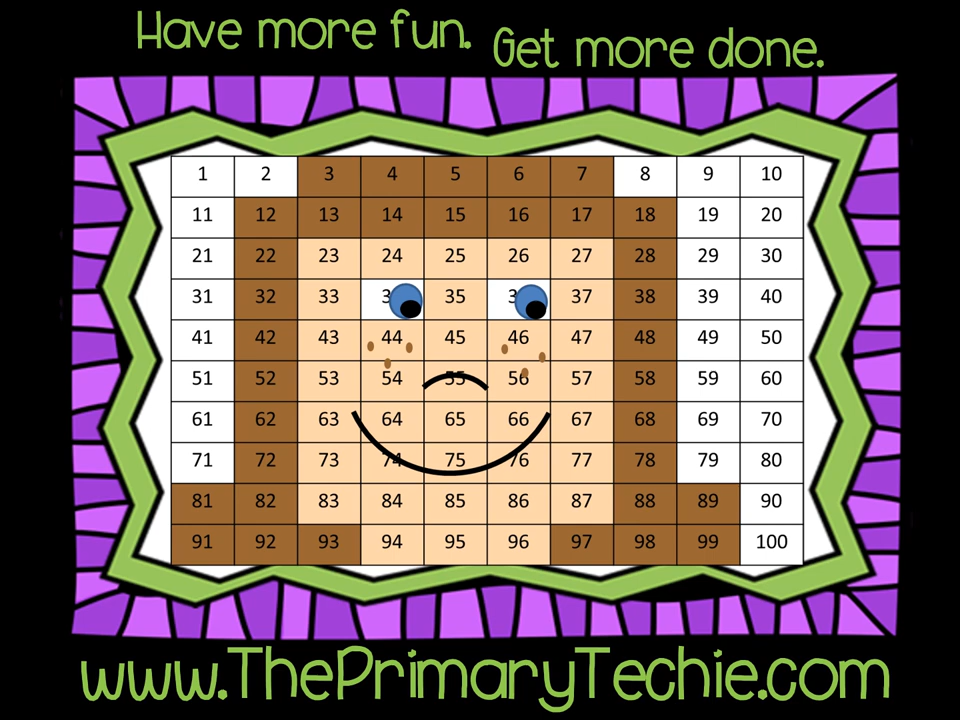 Have more fun. Get more done.
1 2 3 4 5 6 7 8 9 10
11 12 13 14 15 16 17 18 19 20
21 22 23 24 25 26 27 28 29 30
31 32 33 3 35 3 37 38 39 40
41 42 43 44 45 46 47 48 49 50
51 52 53 54 55 56 57 58 59 60
61 62 63 64 65 66 67 68 69 70
71 72 73 74 75 76 77 78 79 80
81 82 83 84 85 86 87 88 89 90
91 92 93 94 95 96 97 98 99 100
www.ThePrimaryTechie.com